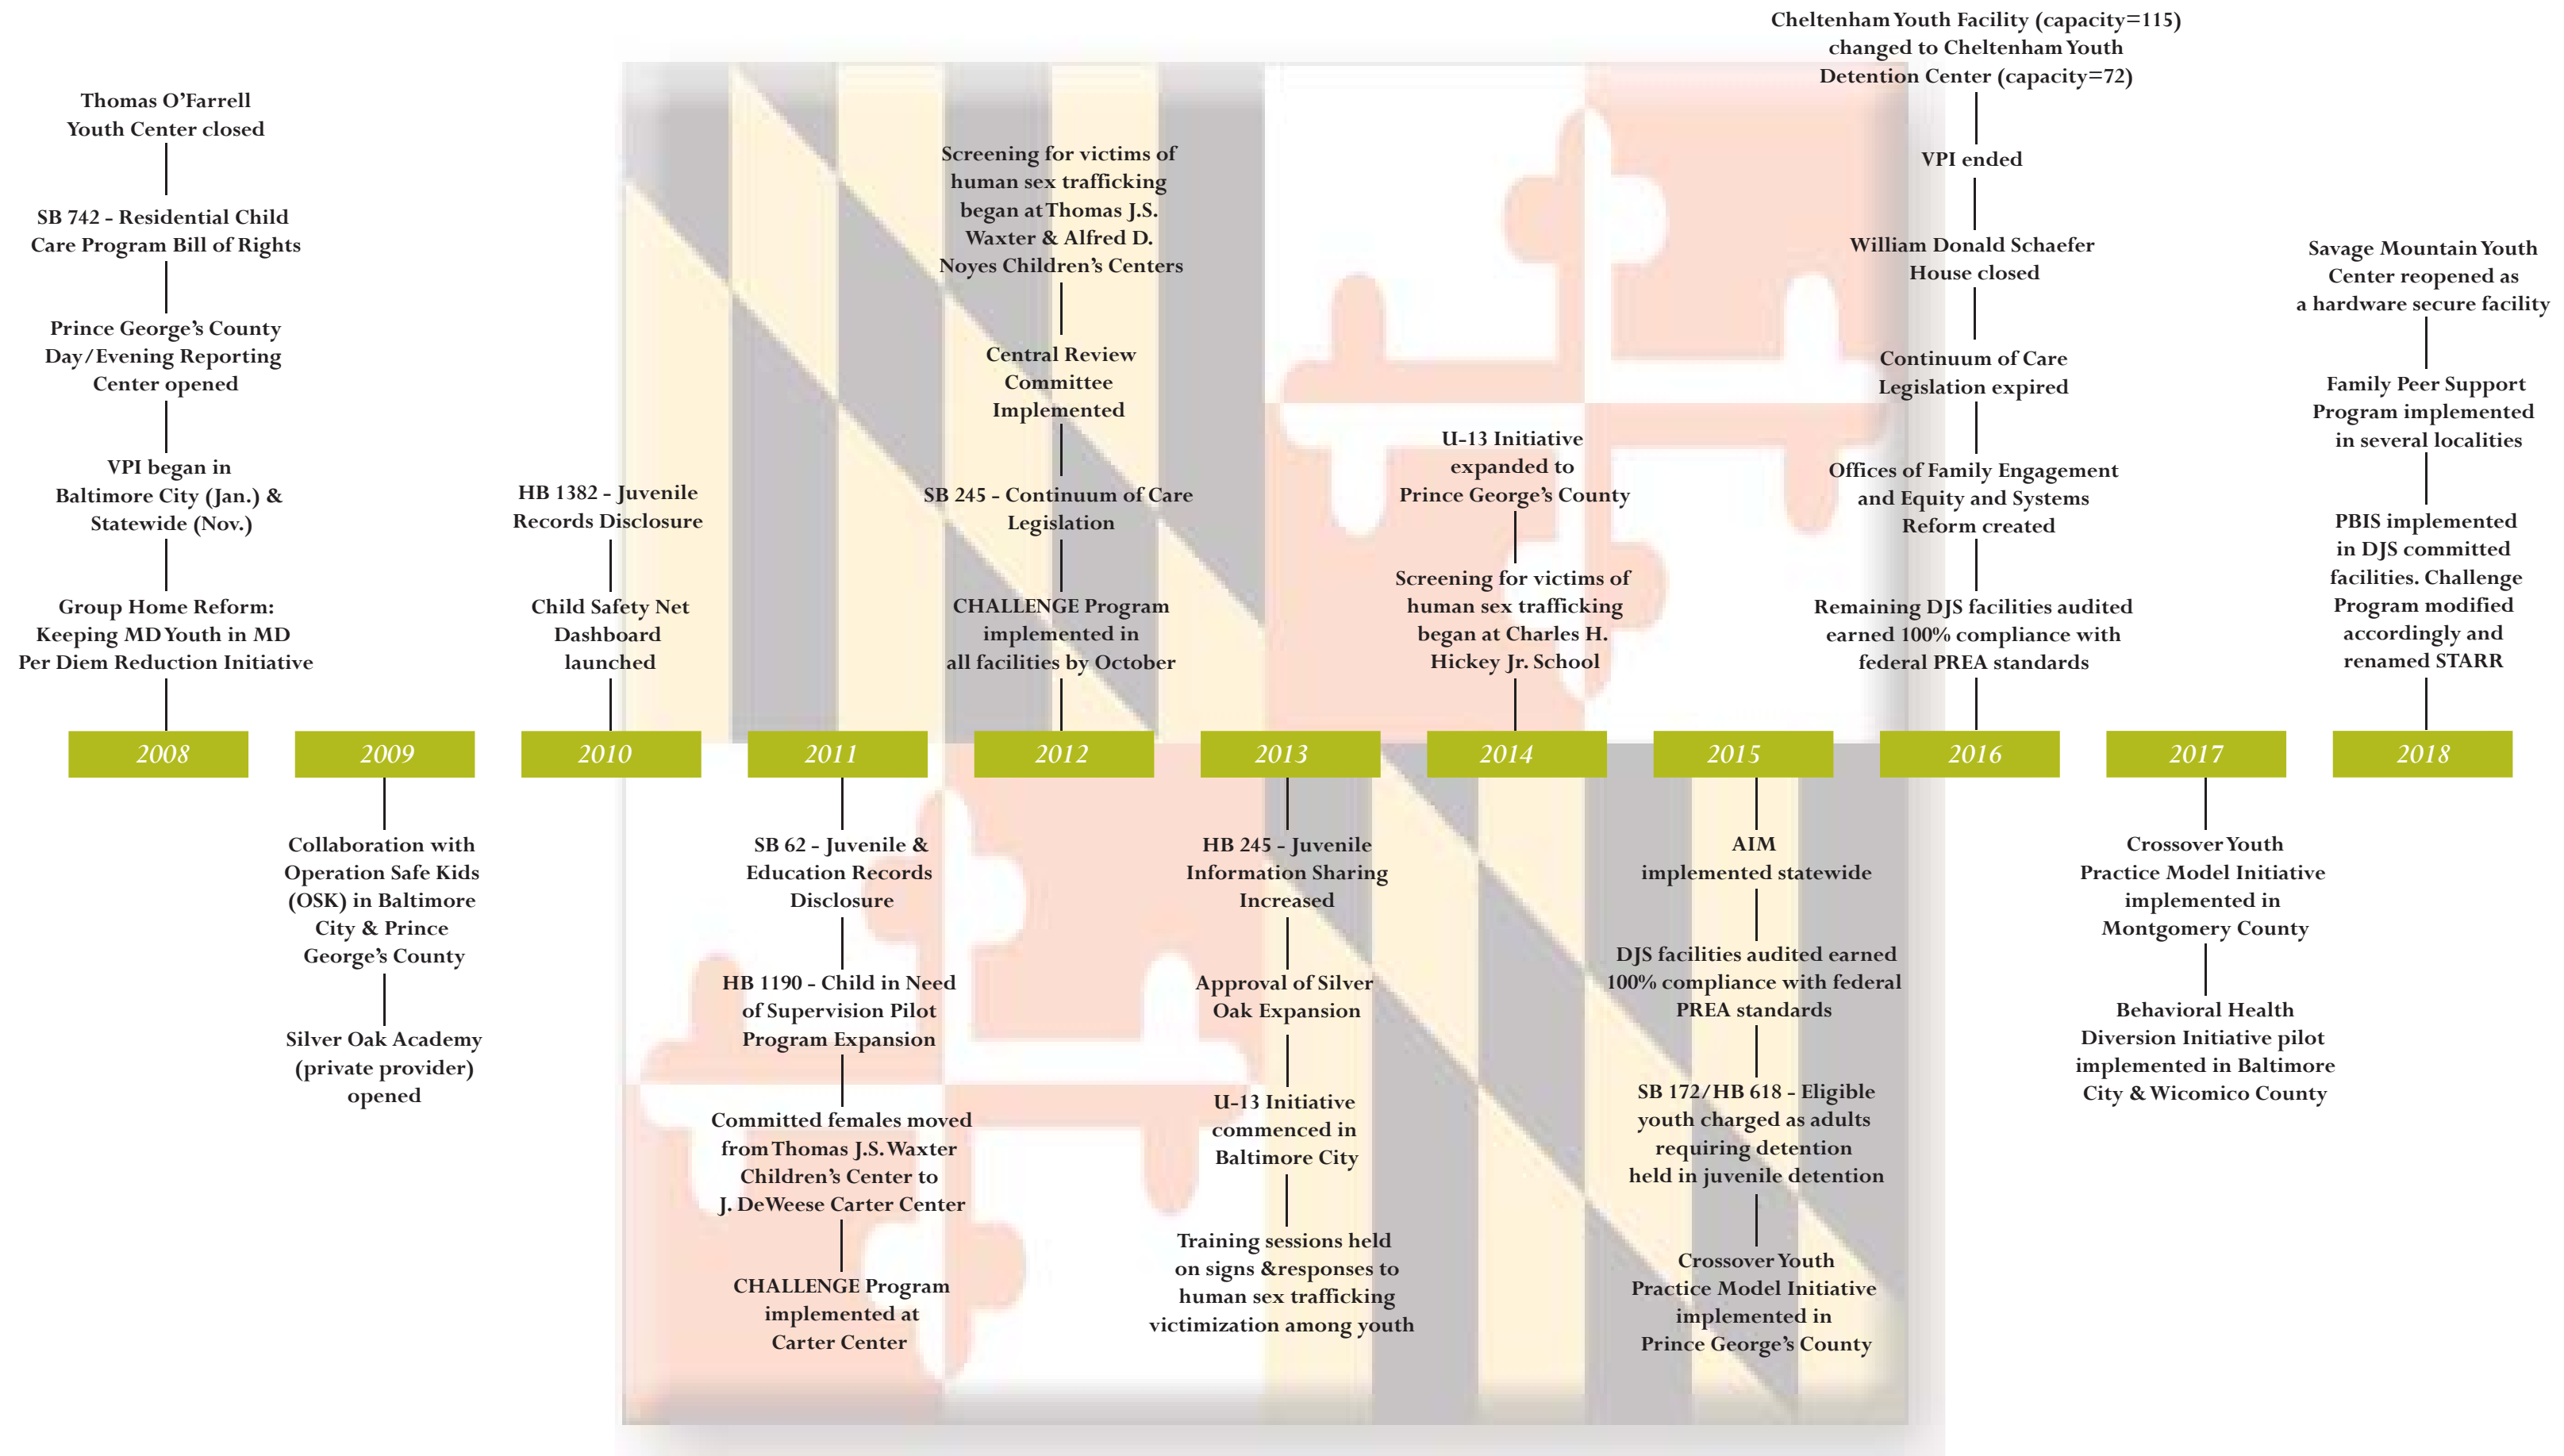 Thomas O’Farrell
Youth Center closed
SB 742 - Residential Child
Care Program Bill of Rights
Prince George’s County
Day/Evening Reporting
Center opened
VPI began in
Baltimore City (Jan.) &
Statewide (Nov.)
Group Home Reform:
Keeping MD Youth in MD
Per Diem Reduction Initiative
2008
2009
Collaboration with
Operation Safe Kids
(OSK) in Baltimore
City & Prince
George’s County
Silver Oak Academy
(private provider)
opened
HB 1382 - Juvenile
Records Disclosure
Child Safety Net
Dashboard
launched
2010
2011
SB 62 - Juvenile &
Education Records
Disclosure
HB 1190 - Child in Need
of Supervision Pilot
Program Expansion
Committed females moved
from Thomas J.S. Waxter
Children’s Center to
J. DeWeese Carter Center
CHALLENGE Program
implemented at
Carter Center
Screening for victims of
human sex trafficking
began at Thomas J.S.
Waxter & Alfred D.
Noyes Children’s Centers
Central Review
Committee
Implemented
SB 245 - Continuum of Care
Legislation
CHALLENGE Program
implemented in
all facilities by October
2012
2013
HB 245 - Juvenile
Information Sharing
Increased
Approval of Silver
Oak Expansion
U-13 Initiative
commenced in
Baltimore City
Training sessions held
on signs &responses to
human sex trafficking
victimization among youth
U-13 Initiative
expanded to
Prince George’s County
Screening for victims of
human sex trafficking
began at Charles H.
Hickey Jr. School
2014
2015
AIM
implemented statewide
DJS facilities audited earned
100% compliance with federal
PREA standards
SB 172/HB 618 - Eligible
youth charged as adults
requiring detention
held in juvenile detention
Crossover Youth
Practice Model Initiative
implemented in
Prince George’s County
Cheltenham Youth Facility (capacity=115)
changed to Cheltenham Youth
Detention Center (capacity=72)
VPI ended
William Donald Schaefer
House closed
Continuum of Care
Legislation expired
Offices of Family Engagement
and Equity and Systems
Reform created
Remaining DJS facilities audited
earned 100% compliance with
federal PREA standards
2016
2017
Crossover Youth
Practice Model Initiative
implemented in
Montgomery County
Behavioral Health
Diversion Initiative pilot
implemented in Baltimore
City & Wicomico County
Savage Mountain Youth
Center reopened as
a hardware secure facility
Family Peer Support
Program implemented
in several localities
PBIS implemented
in DJS committed
facilities. Challenge
Program modified
accordingly and
renamed STARR
2018